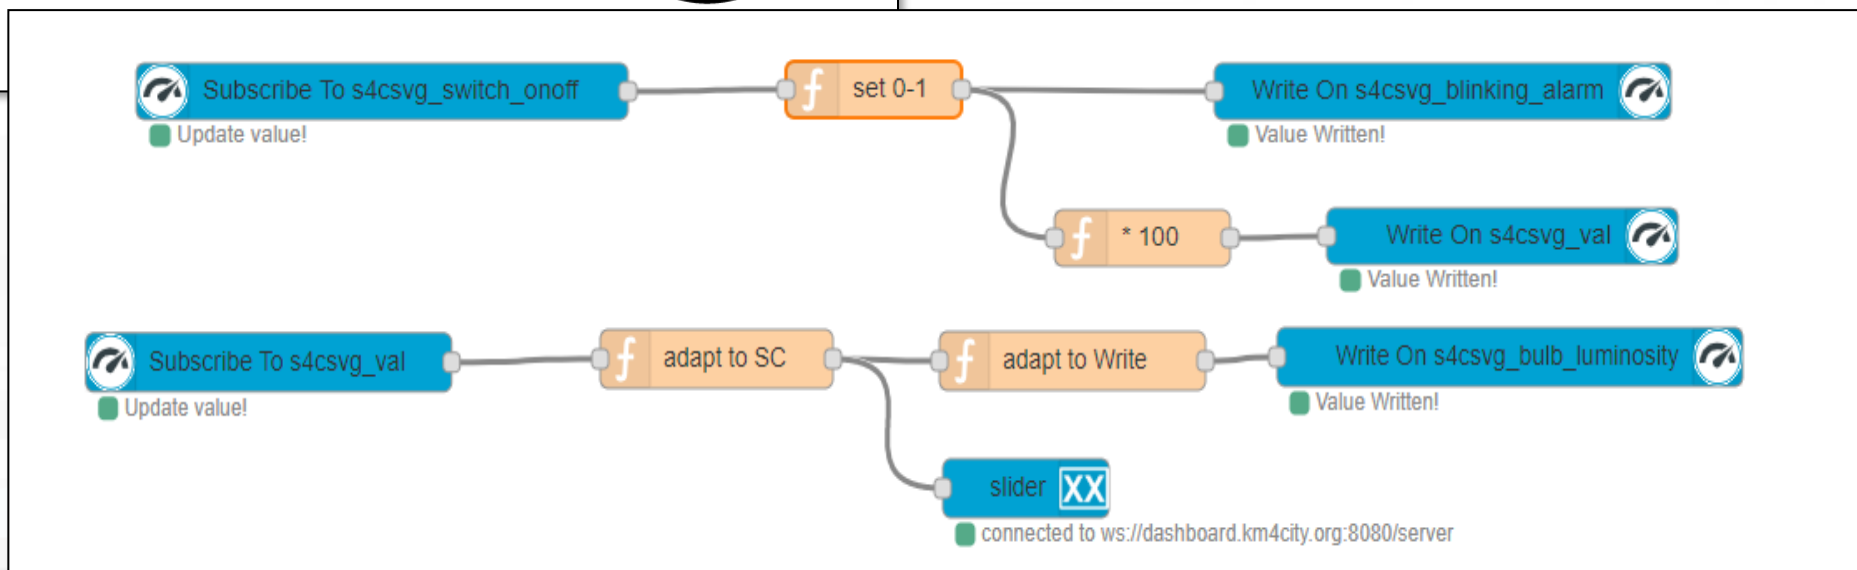 Subscribe To s4csvg_switch_onoff
Update value!
set 0-1
Write On s4csvg_blinking_alarm
Value Written!
* 100
Write On s4csvg_val
Value Written!
Subscribe To s4csvg_val
Update value!
adapt to SC
adapt to Write
Write On s4csvg_bulb_luminosity
Value Written!
slider XX
connected to ws://dashboard.km4city.org:8080/server